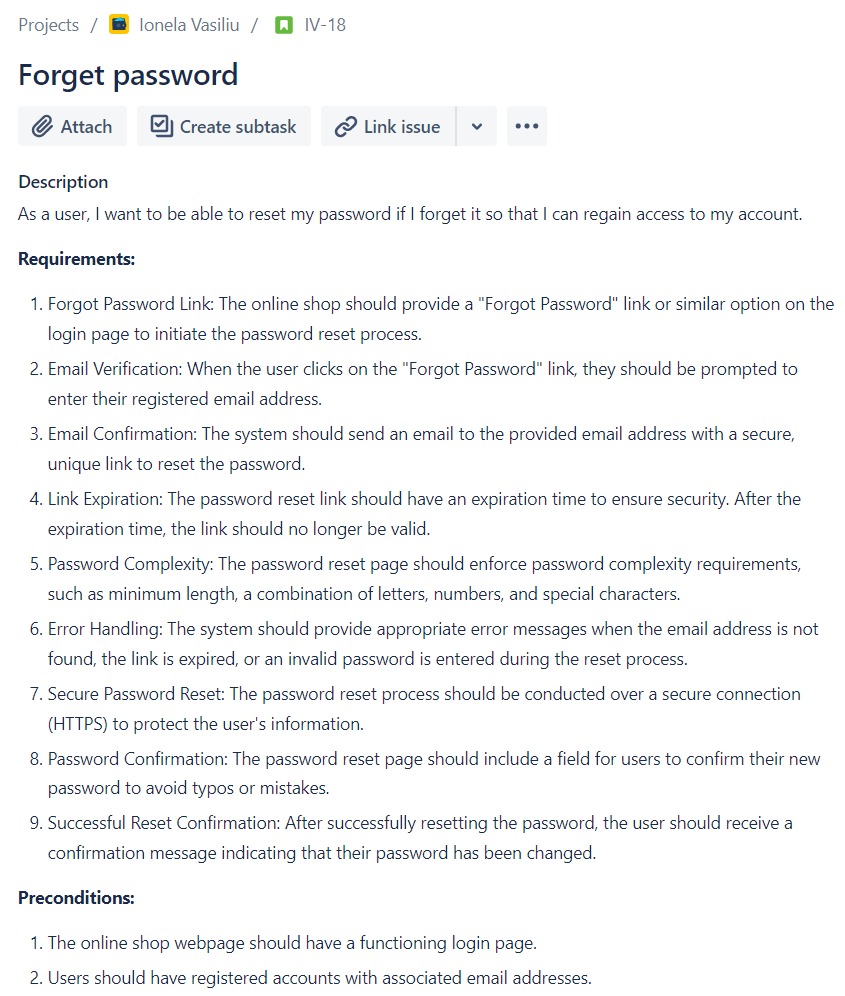 Projects / Ionela Vasiliu / IV-18
Forget password
Attach Create subtask Link issue
Description
As a user, I want to be able to reset my password if I forget it so that I can regain access to my account.
Requirements:
1. Forgot Password Link: The online shop should provide a "Forgot Password" link or similar option on the
login page to initiate the password reset process.
2. Email Verification: When the user clicks on the "Forgot Password" link, they should be prompted to
enter their registered email address.
3. Email Confirmation: The system should send an email to the provided email address with a secure,
unique link to reset the password.
4. Link Expiration: The password reset link should have an expiration time to ensure security. After the
expiration time, the link should no longer be valid.
5. Password Complexity: The password reset page should enforce password complexity requirements,
such as minimum length, a combination of letters, numbers, and special characters.
6. Error Handling: The system should provide appropriate error messages when the email address is not
found, the link is expired, or an invalid password is entered during the reset process.
7. Secure Password Reset: The password reset process should be conducted over a secure connection
(HTTPS) to protect the user's information.
8. Password Confirmation: The password reset page should include a field for users to confirm their new
password to avoid typos or mistakes.
9. Successful Reset Confirmation: After successfully resetting the password, the user should receive a
confirmation message indicating that their password has been changed.
Preconditions:
1. The online shop webpage should have a functioning login page.
2. Users should have registered accounts with associated email addresses.